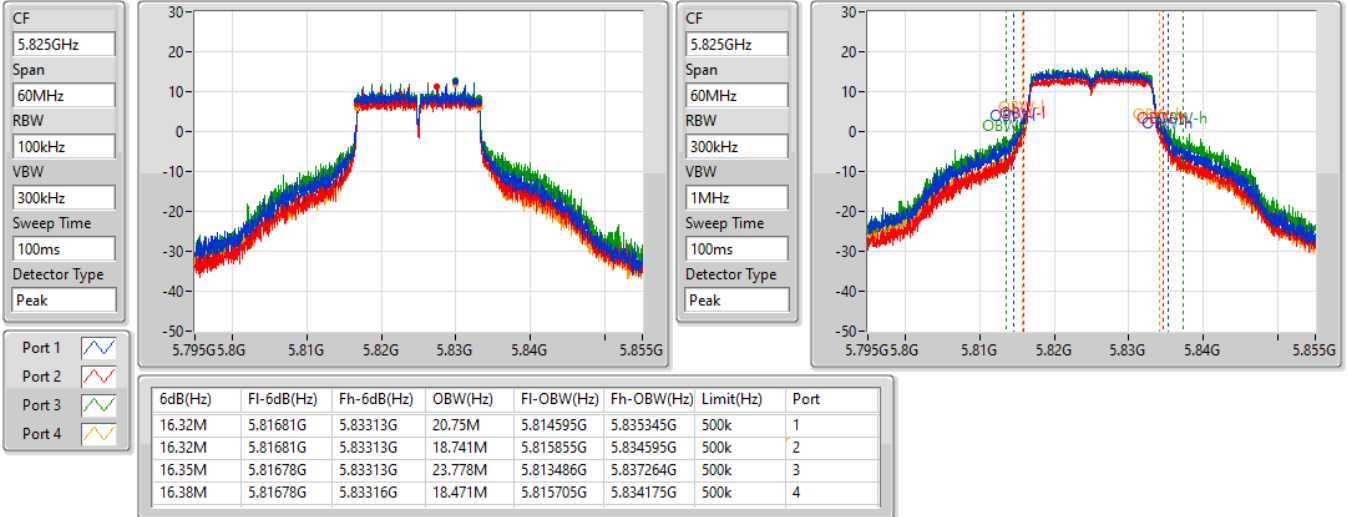 CF
5.825GHz
Span
60MHz
RBW
100kHz
VBW
300kHz
Sweep Time
100ms
Detector Type
Peak
30
20
10
0
-10
-20
-30
-40
-50
5.795G 5.8G 5.81G 5.82G 5.83G 5.84G 5.855G
CF
5.825GHz
Span
60MHz
RBW
300kHz
VBW
1MHz
Sweep Time
100ms
Detector Type
Peak
30
20
10
0
-10
-20
-30
-40
-50
5.795G 5.8G 5.81G 5.82G 5.83G 5.84G 5.855G
Port 1
Port 2
Port 3
Port 4
6dB(Hz) Fl-6dB(Hz) Fh-6dB(Hz) OBW(Hz) Fl-OBW(Hz) Fh-OBW(Hz) Limit(Hz) Port
16.32M 5.81681G 5.83313G 20.75M 5.814595G 5.835345G 500k 1
16.32M 5.81681G 5.83313G 18.741M 5.815855G 5.834595G 500k 2
16.35M 5.81678G 5.83313G 23.778M 5.813486G 5.837264G 500k 3
16.38M 5.81678G 5.83316G 18.471M 5.815705G 5.834175G 500k 4